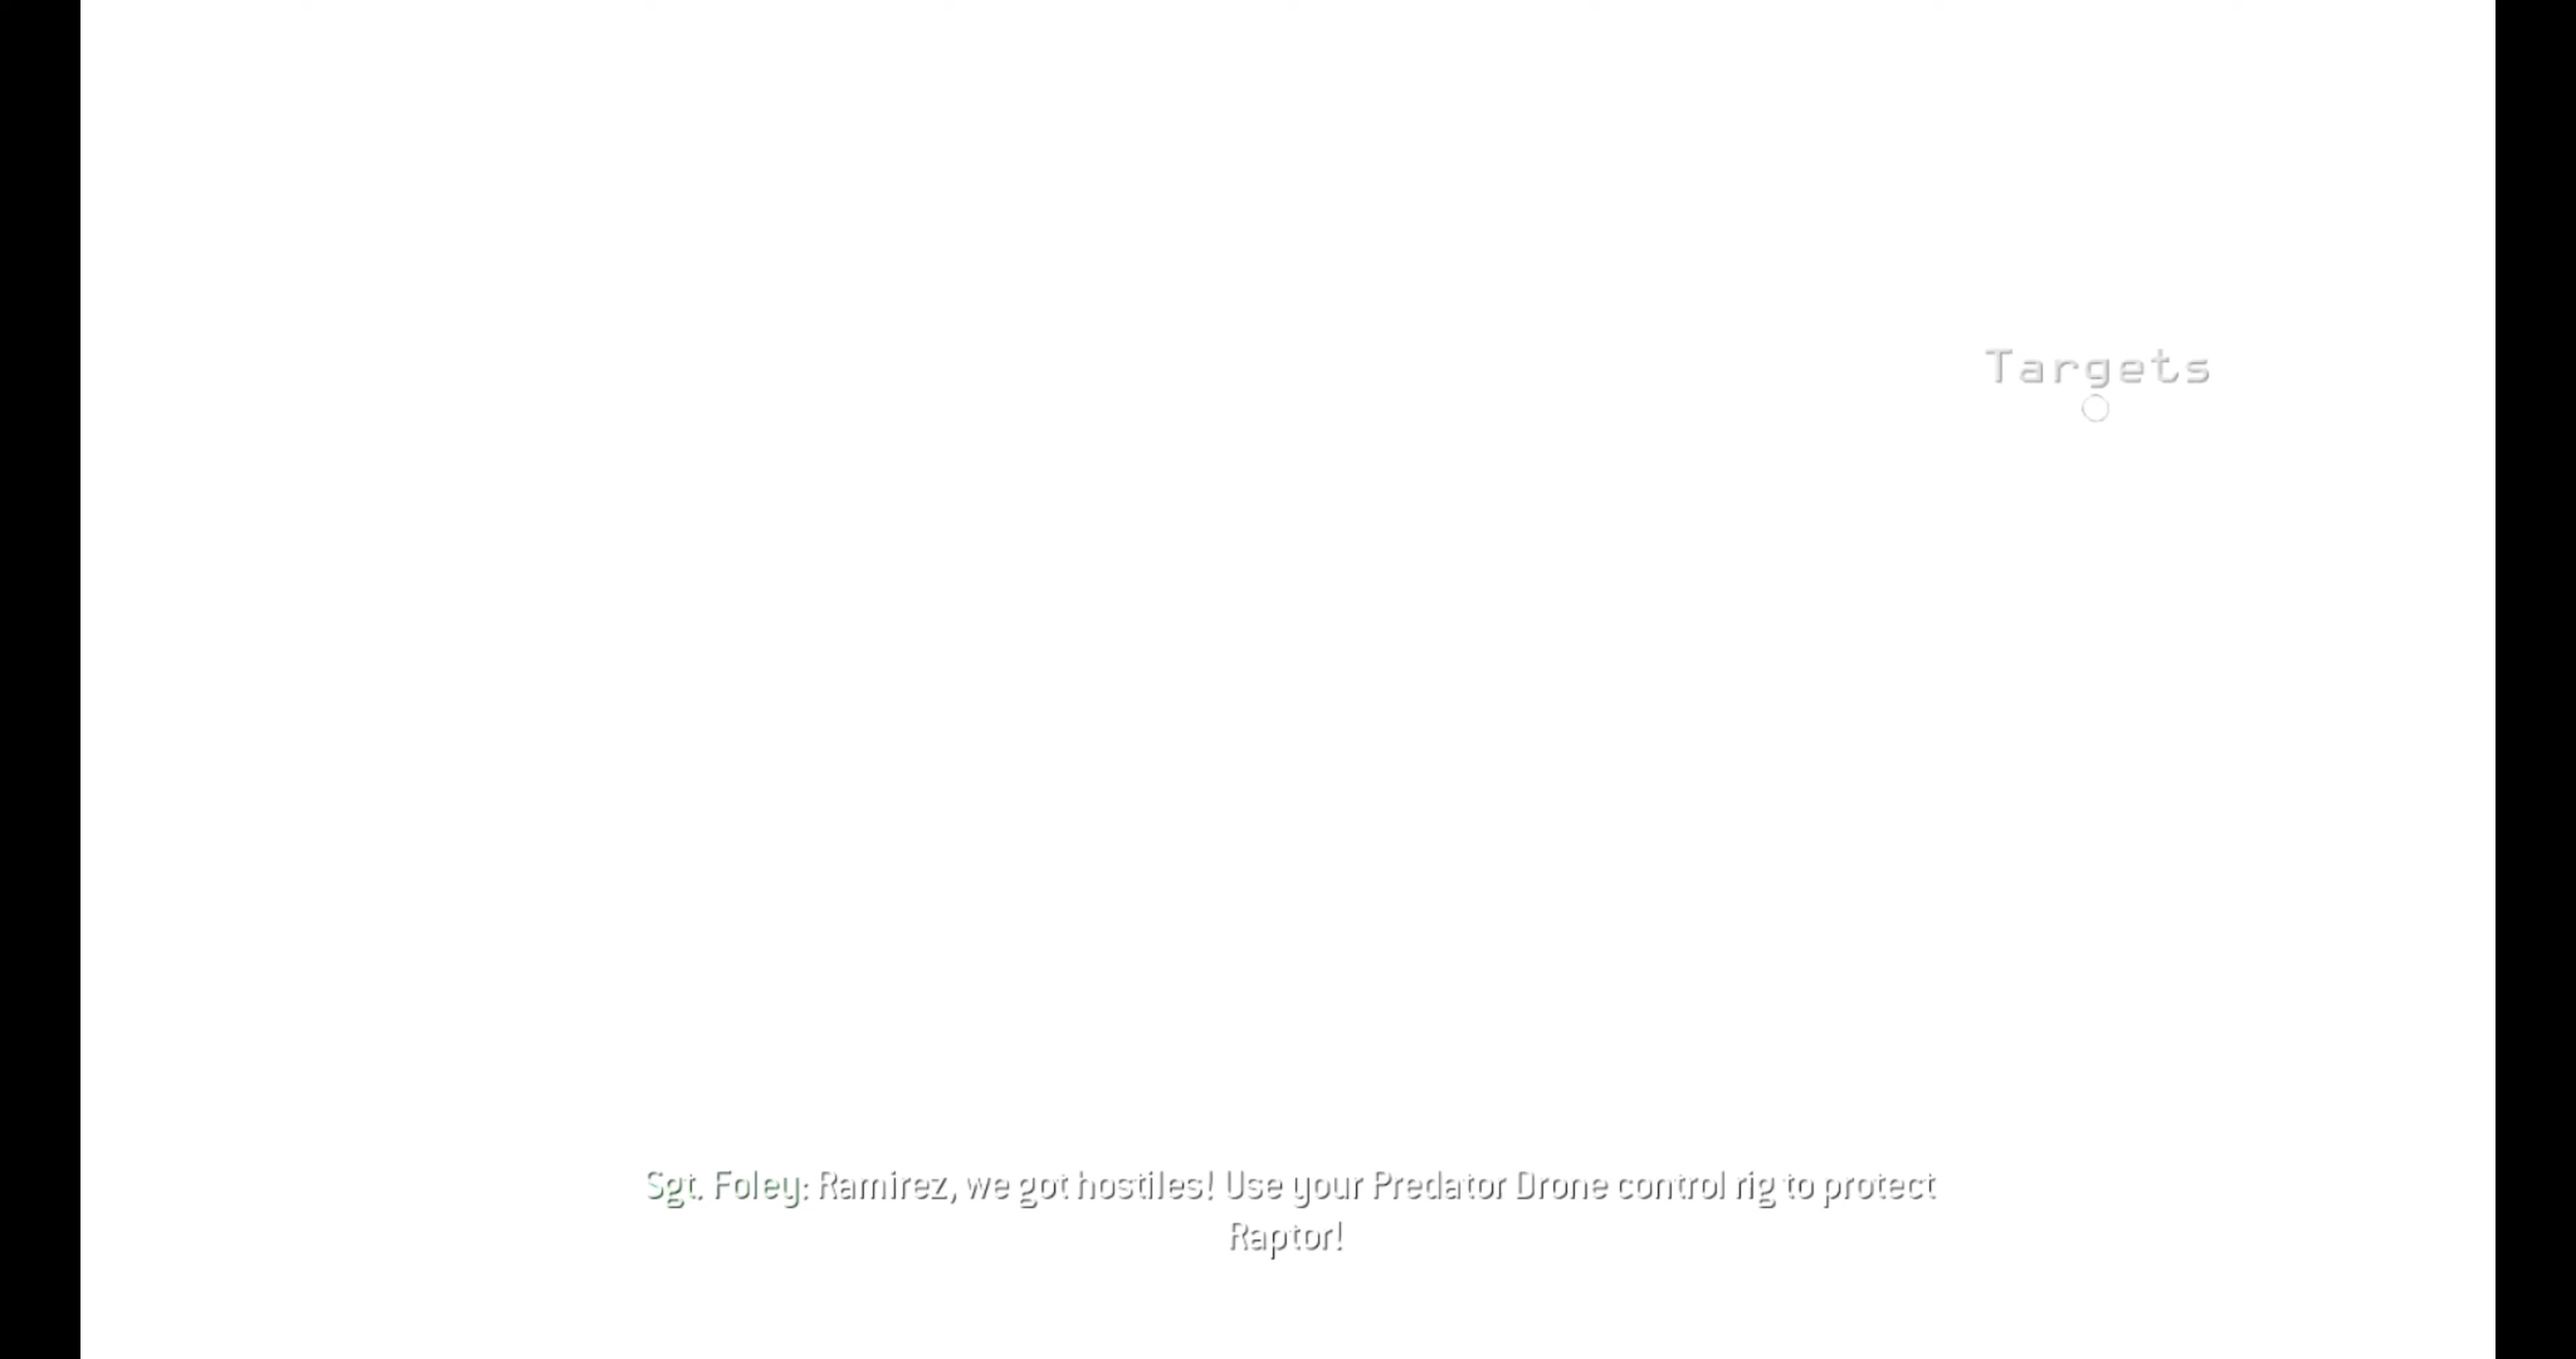 Targets
Sgt. Foley: Ramirez, we got hostiles! Use your Predator Drone control rig to protect
Raptor!